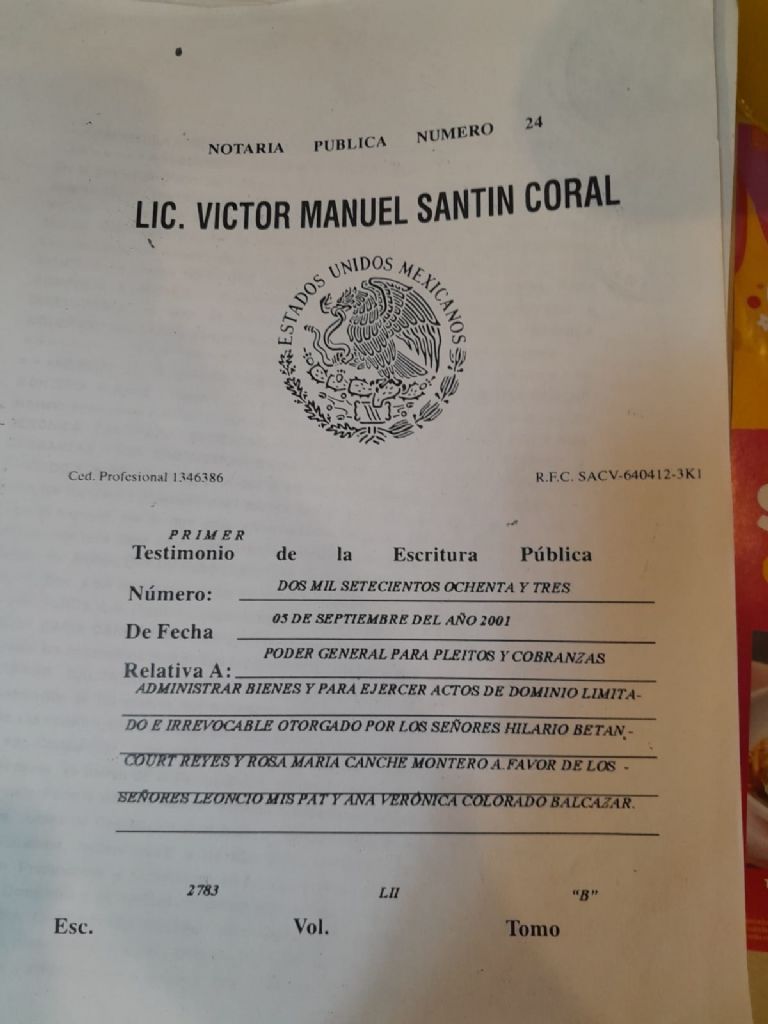 NOTARIA PUBLICA NUMERO 24
LIC. VICTOR MANUEL SANTIN CORAL
ESTADOS UNIDOS MEXICANOS
Ced. Profesional 1346386
R.F.C. SACV-640412-3K1
PRIMER
Testimonio de la Escritura Pública
Número: DOS MIL SETECIENTOS OCHENTA Y TRES
De Fecha 05 DE SEPTIEMBRE DEL AÑO 2001
Relativa A: PODER GENERAL PARA PLEITOS Y COBRANZAS
ADMINISTRAR BIENES Y PARA EJERCER ACTOS DE DOMINIO LIMITA-
DO E IRREVOCABLE OTORGADO POR LOS SEÑORES HILARIO BETAN,-
COURT REYES Y ROSA MARIA CANCHE MONTERO A FAVOR DE LOS -
SEÑORES LEONCIO MIS PAT Y ANA VERÓNICA COLORADO BALCAZAR.
2783 LII "B"
Esc. Vol. Tomo